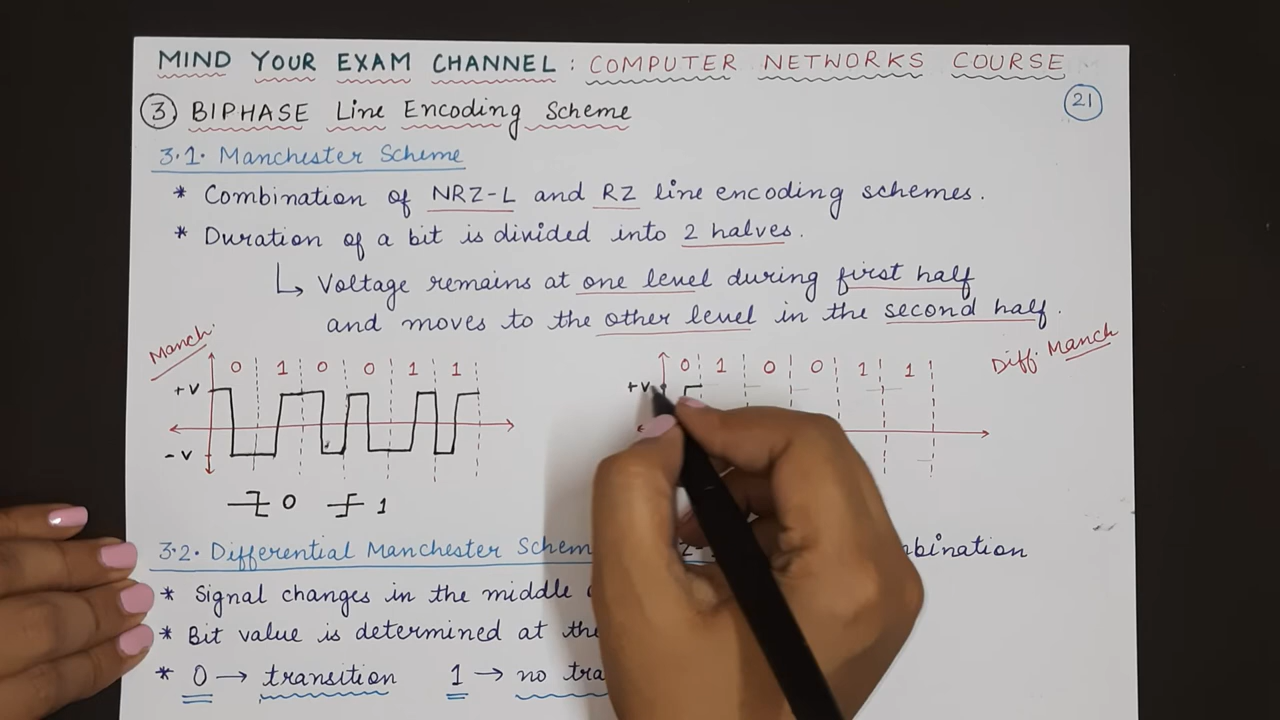 MIND YOUR EXAM CHANNEL : COMPUTER NETWORKS COURSE
③ BIPHASE Line Encoding Scheme
21
3.1. Manchester Scheme
* Combination of NRZ-L and RZ line encoding schemes.
* Duration of a bit is divided into 2 halves.
↳ Voltage remains at one level during first half
and moves to the other level in the second half.
Manch.
0 1 0 0 1 1
+V
-V
0 1
Diff. Manch
0 1 0 0 1 1
+V
3.2. Differential Manchester Schem
bination
* Signal changes in the middle
* Bit value is determined at the
* 0 → transition 1 → no tra